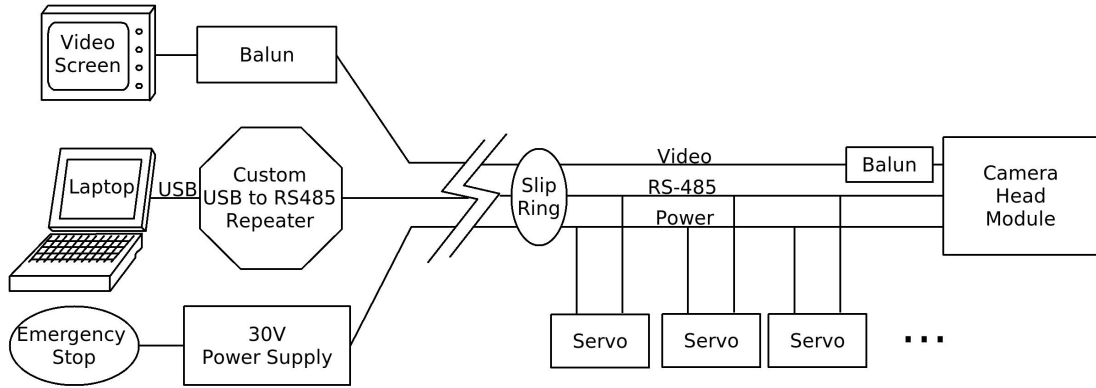 Video
Screen
Balun
Laptop
USB
Custom
USB to RS485
Repeater
Emergency
Stop
30V
Power Supply
Slip
Ring
Video
RS-485
Power
Balun
Camera
Head
Module
Servo
Servo
Servo
...